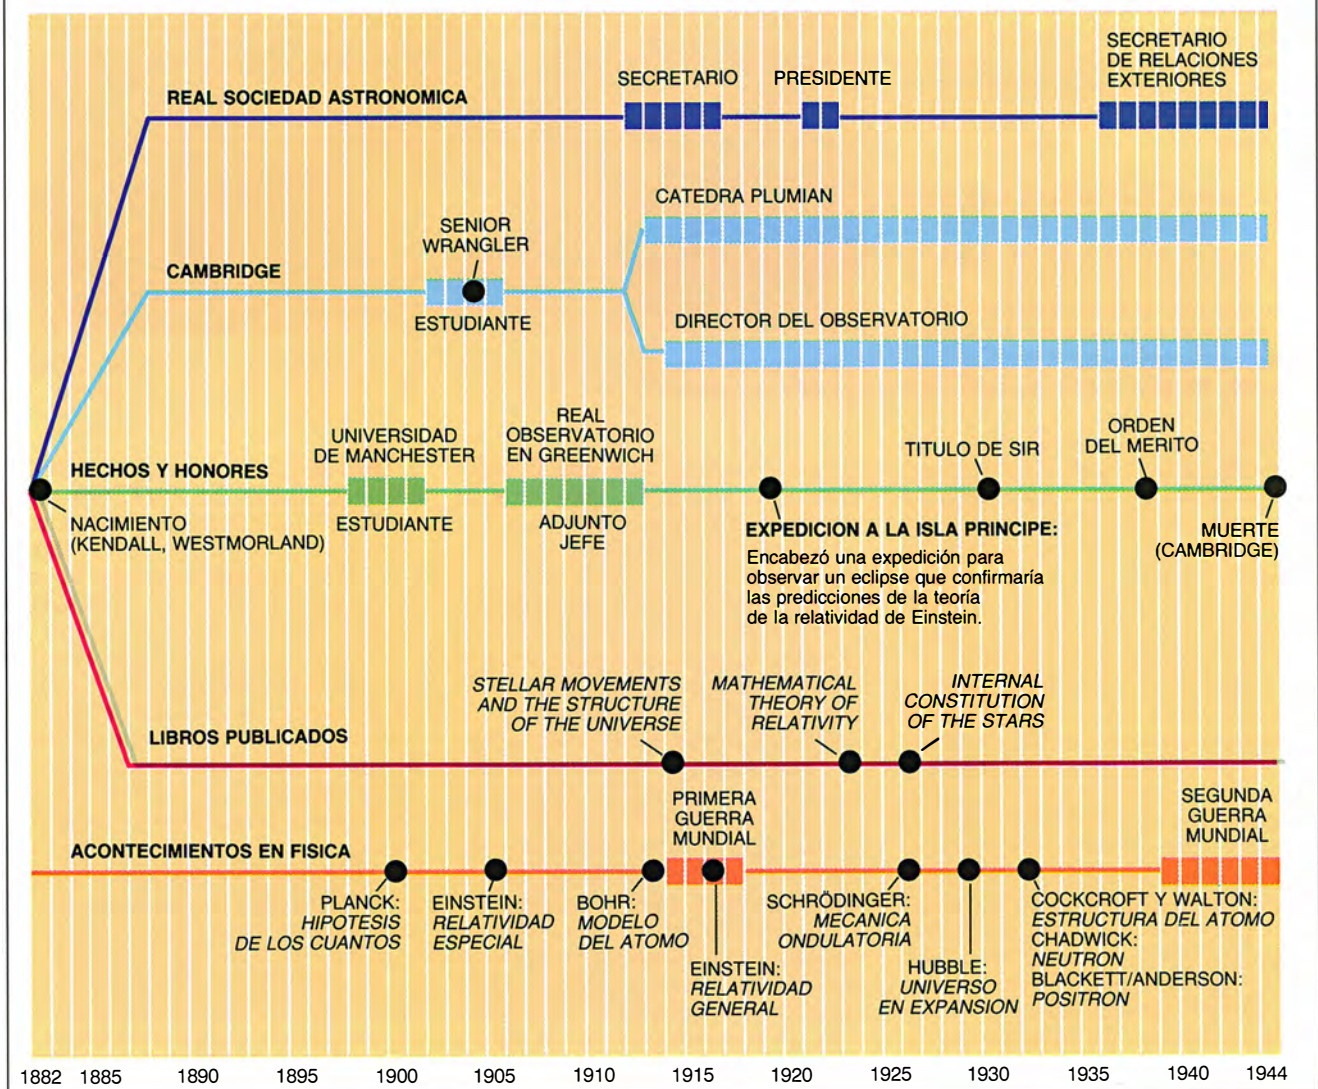 REAL SOCIEDAD ASTRONOMICA
SECRETARIO
PRESIDENTE
SECRETARIO
DE RELACIONES
EXTERIORES
CATEDRA PLUMIAN
SENIOR
WRANGLER
CAMBRIDGE
ESTUDIANTE
DIRECTOR DEL OBSERVATORIO
HECHOS Y HONORES
NACIMIENTO
(KENDALL, WESTMORLAND)
UNIVERSIDAD
DE MANCHESTER
ESTUDIANTE
REAL
OBSERVATORIO
EN GREENWICH
ADJUNTO
JEFE
EXPEDICION A LA ISLA PRINCIPE:
Encabezó una expedición para
observar un eclipse que confirmaría
las predicciones de la teoría
de la relatividad de Einstein.
TITULO DE SIR
ORDEN
DEL MERITO
MUERTE
(CAMBRIDGE)
LIBROS PUBLICADOS
STELLAR MOVEMENTS
AND THE STRUCTURE
OF THE UNIVERSE
MATHEMATICAL
THEORY OF
RELATIVITY
INTERNAL
CONSTITUTION
OF THE STARS
ACONTECIMIENTOS EN FISICA
PRIMERA
GUERRA
MUNDIAL
SEGUNDA
GUERRA
MUNDIAL
PLANCK:
HIPOTESIS
DE LOS CUANTOS
EINSTEIN:
RELATIVIDAD
ESPECIAL
BOHR:
MODELO
DEL ATOMO
EINSTEIN:
RELATIVIDAD
GENERAL
SCHRÖDINGER:
MECANICA
ONDULATORIA
HUBBLE:
UNIVERSO
EN EXPANSION
COCKCROFT Y WALTON:
ESTRUCTURA DEL ATOMO
CHADWICK:
NEUTRON
BLACKETT/ANDERSON:
POSITRON
1882 1885 1890 1895 1900 1905 1910 1915 1920 1925 1930 1935 1940 1944